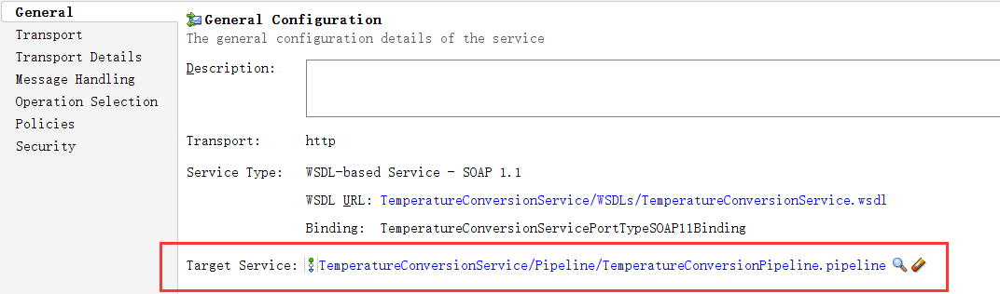 General
Transport
Transport Details
Message Handling
Operation Selection
Policies
Security
General Configuration
The general configuration details of the service
Description:
Transport: http
Service Type: WSDL-based Service - SOAP 1.1
WSDL URL: TemperatureConversionService/WSDLs/TemperatureConversionService.wsdl
Binding: TemperatureConversionServicePortTypeSOAP11Binding
Target Service: TemperatureConversionService/Pipeline/TemperatureConversionPipeline.pipeline